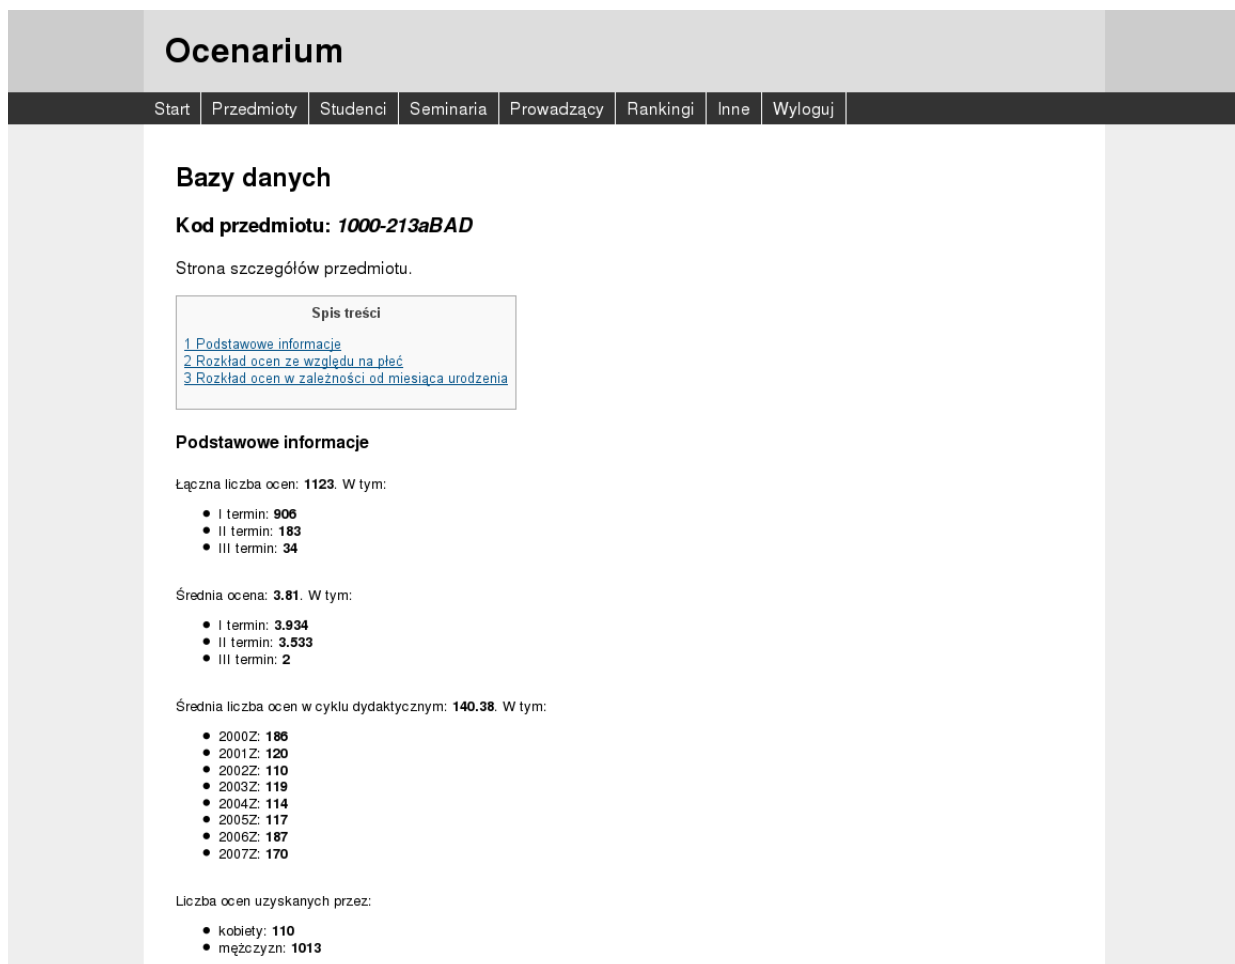 Ocenarium
Start Przedmioty Studenci Seminaria Prowadzący Rankingi Inne Wyloguj
Bazy danych
Kod przedmiotu: 1000-213aBAD
Strona szczegółów przedmiotu.
Spis treści
1 Podstawowe informacje
2 Rozkład ocen ze względu na płeć
3 Rozkład ocen w zależności od miesiąca urodzenia
Podstawowe informacje
Łączna liczba ocen: 1123. W tym:
I termin: 906
II termin: 183
III termin: 34
Średnia ocena: 3.81. W tym:
I termin: 3.934
II termin: 3.533
III termin: 2
Średnia liczba ocen w cyklu dydaktycznym: 140.38. W tym:
2000Z: 186
2001Z: 120
2002Z: 110
2003Z: 119
2004Z: 114
2005Z: 117
2006Z: 187
2007Z: 170
Liczba ocen uzyskanych przez:
kobiety: 110
mężczyzn: 1013